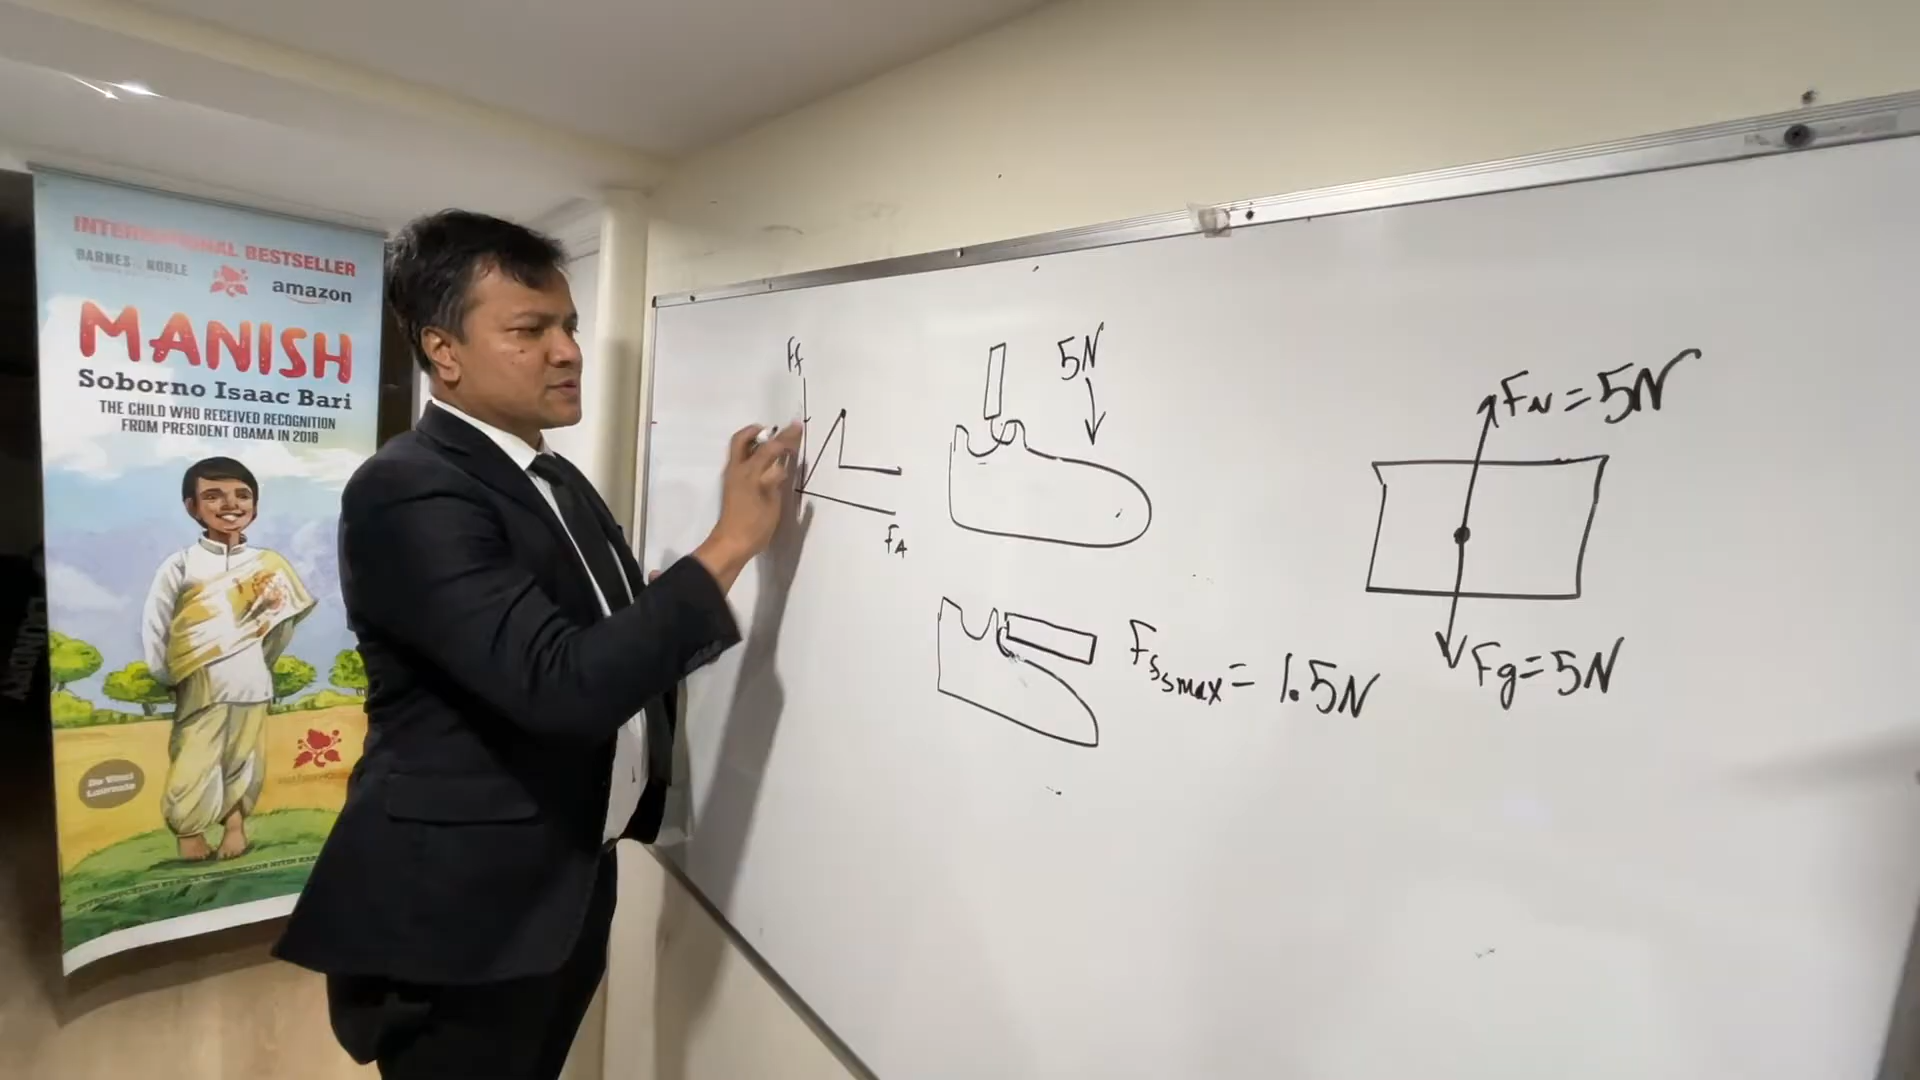 INTERNATIONAL BESTSELLER
BARNES & NOBLE
amazon
MANISH
Soborno Isaac Bari
THE CHILD WHO RECEIVED RECOGNITION
FROM PRESIDENT OBAMA IN 2016
Ff
FA
5N
Fssmax = 1.5N
FN = 5N
Fg = 5N